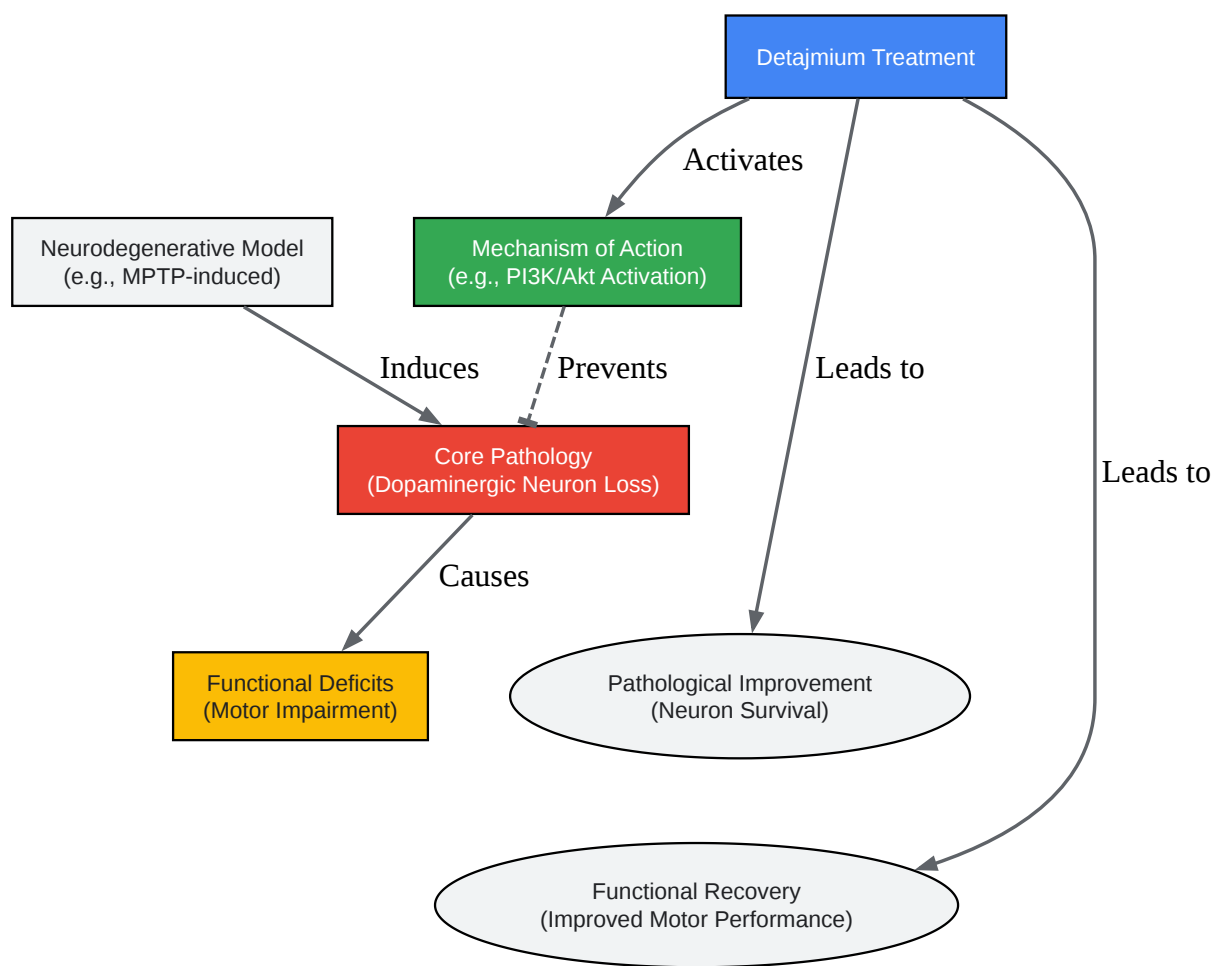 Detajmium Treatment
Activates
Neurodegenerative Model
(e.g., MPTP-induced)
Mechanism of Action
(e.g., PI3K/Akt Activation)
Induces
Prevents
Leads to
Core Pathology
(Dopaminergic Neuron Loss)
Leads to
Causes
Functional Deficits
(Motor Impairment)
Pathological Improvement
(Neuron Survival)
Functional Recovery
(Improved Motor Performance)